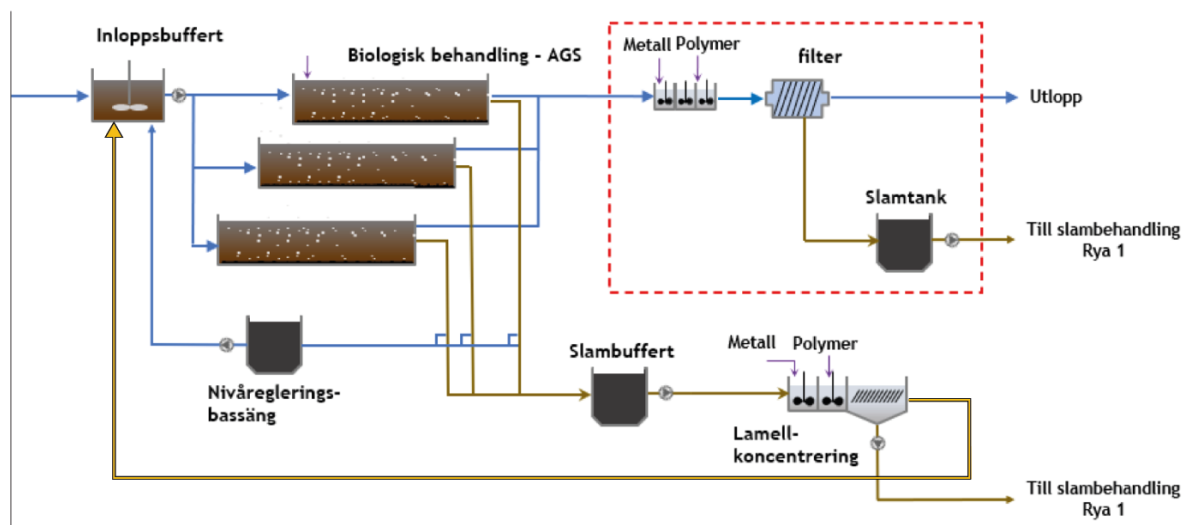 Inloppsbuffert
Biologisk behandling - AGS
Metall Polymer
filter
Utlopp
Slamtank
Till slambehandling
Rya 1
Nivåreglerings-
bassäng
Slambuffert
Metall
Polymer
Lamell-
koncentrering
Till slambehandling
Rya 1